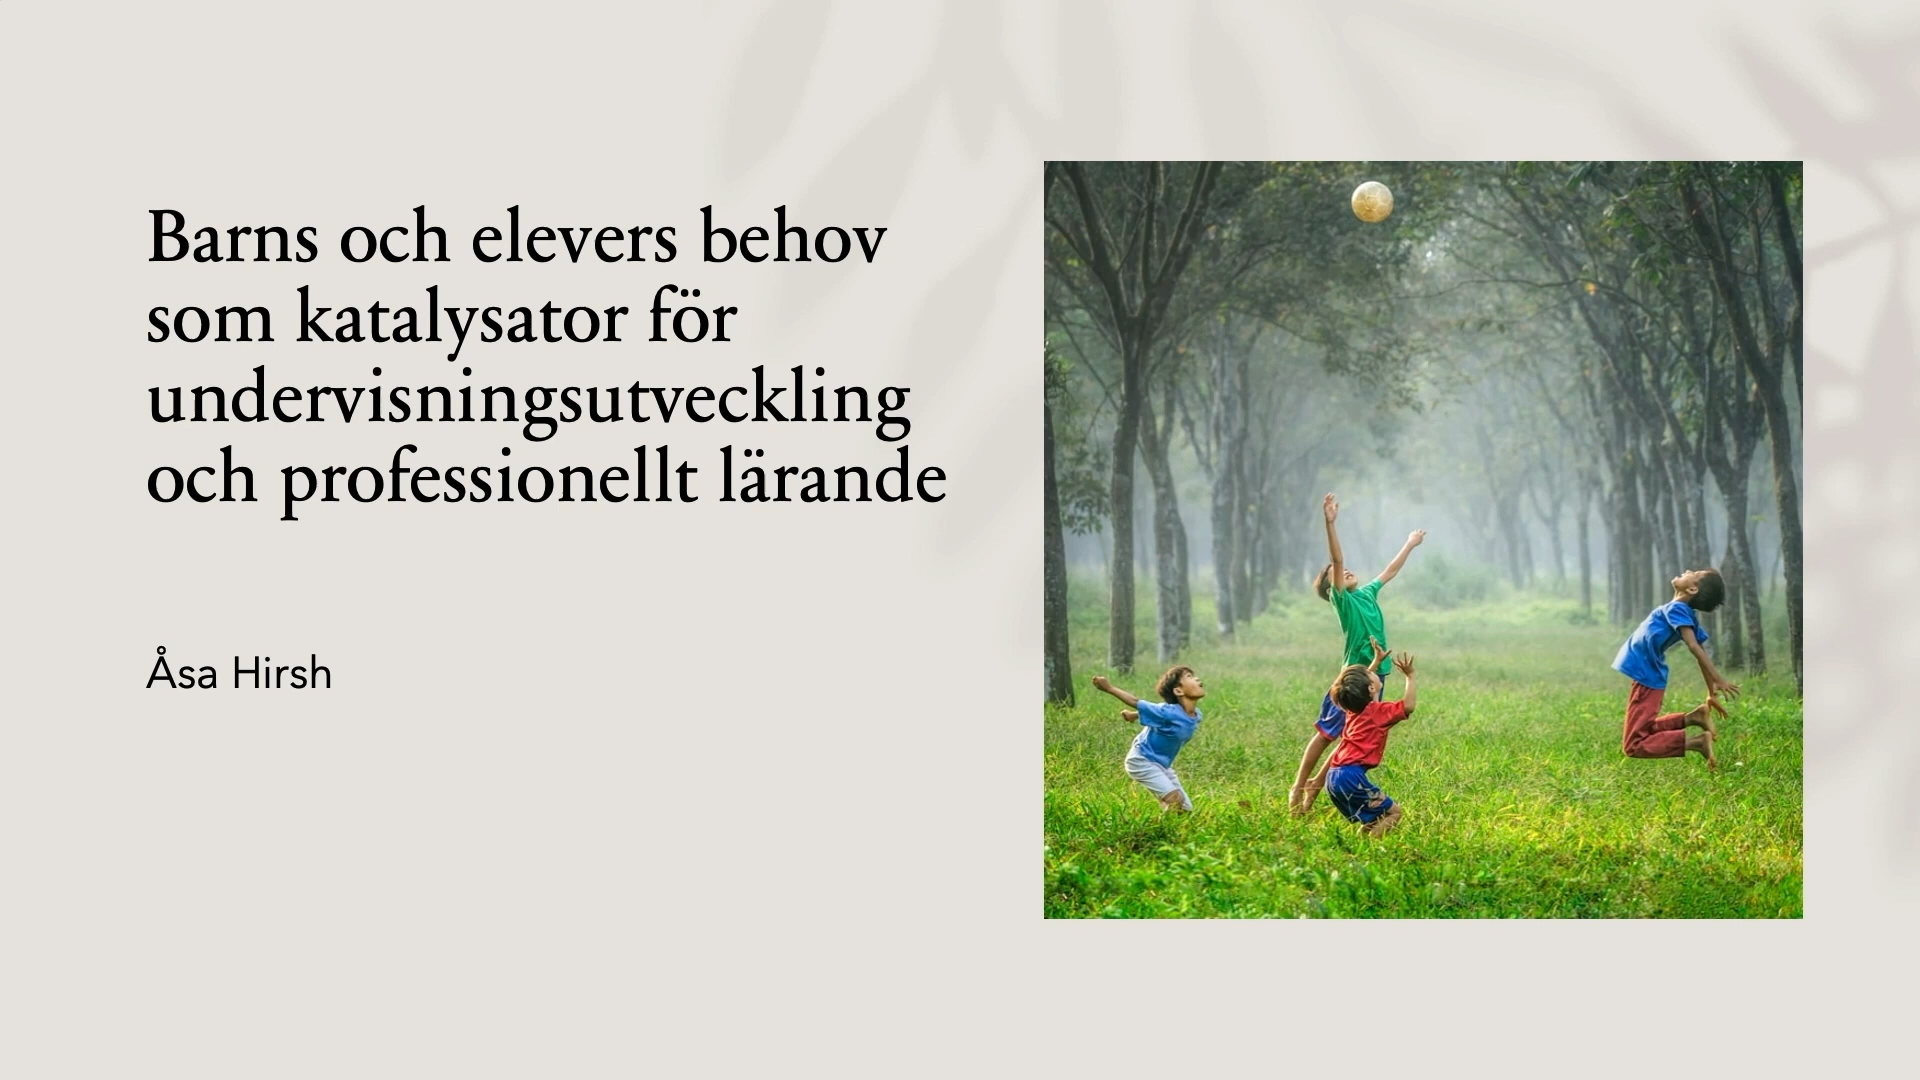 Barns och elevers behov
som katalysator för
undervisningsutveckling
och professionellt lärande
Åsa Hirsh